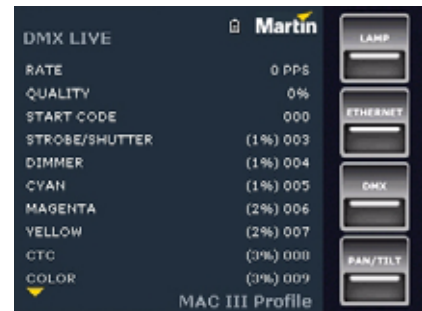 DMX LIVE
Martin
RATE 0 PPS
QUALITY 0%
START CODE 000
STROBE/SHUTTER (1%) 003
DIMMER (1%) 004
CYAN (1%) 005
MAGENTA (2%) 006
YELLOW (2%) 007
CTC (3%) 008
COLOR (3%) 009
MAC III Profile
LAMP
ETHERNET
DMX
PAN/TILT